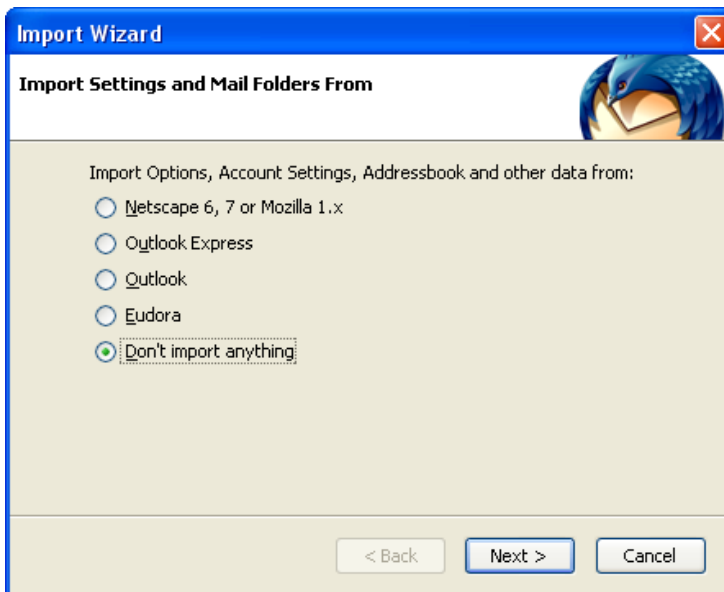 Import Wizard
Import Settings and Mail Folders From
Import Options, Account Settings, Addressbook and other data from:
Netscape 6, 7 or Mozilla 1.x
Outlook Express
Outlook
Eudora
Don't import anything
< Back Next > Cancel